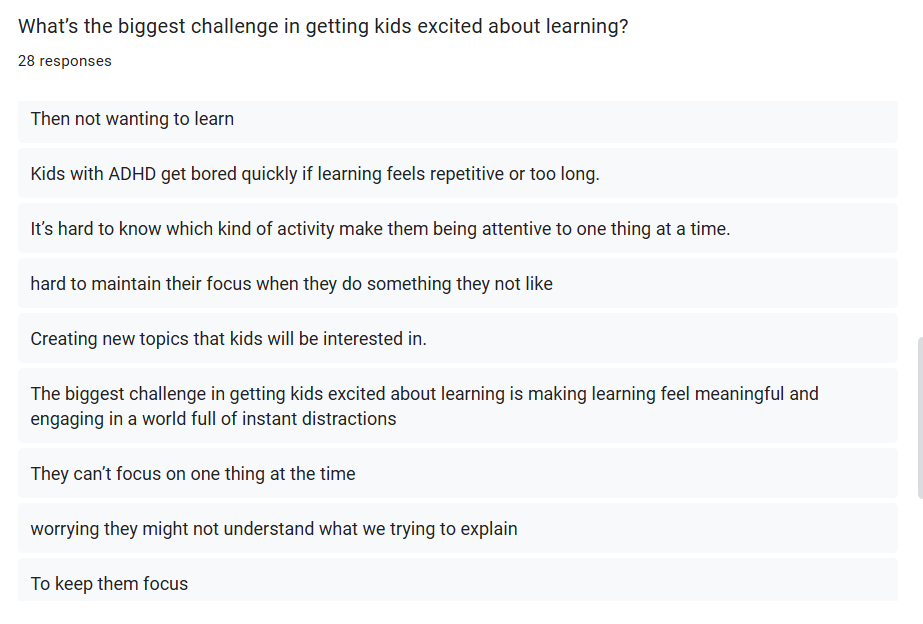 What’s the biggest challenge in getting kids excited about learning?
28 responses
Then not wanting to learn
Kids with ADHD get bored quickly if learning feels repetitive or too long.
It’s hard to know which kind of activity make them being attentive to one thing at a time.
hard to maintain their focus when they do something they not like
Creating new topics that kids will be interested in.
The biggest challenge in getting kids excited about learning is making learning feel meaningful and
engaging in a world full of instant distractions
They can’t focus on one thing at the time
worrying they might not understand what we trying to explain
To keep them focus